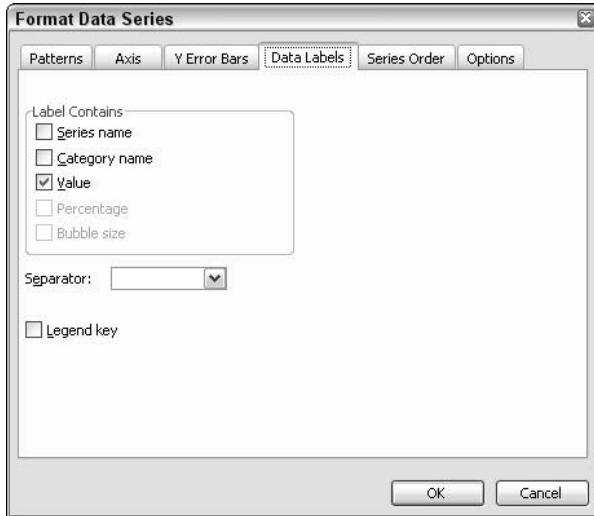 Format Data Series
Patterns Axis Y Error Bars Data Labels Series Order Options
Label Contains
Series name
Category name
Value
Percentage
Bubble size
Separator:
Legend key
OK Cancel